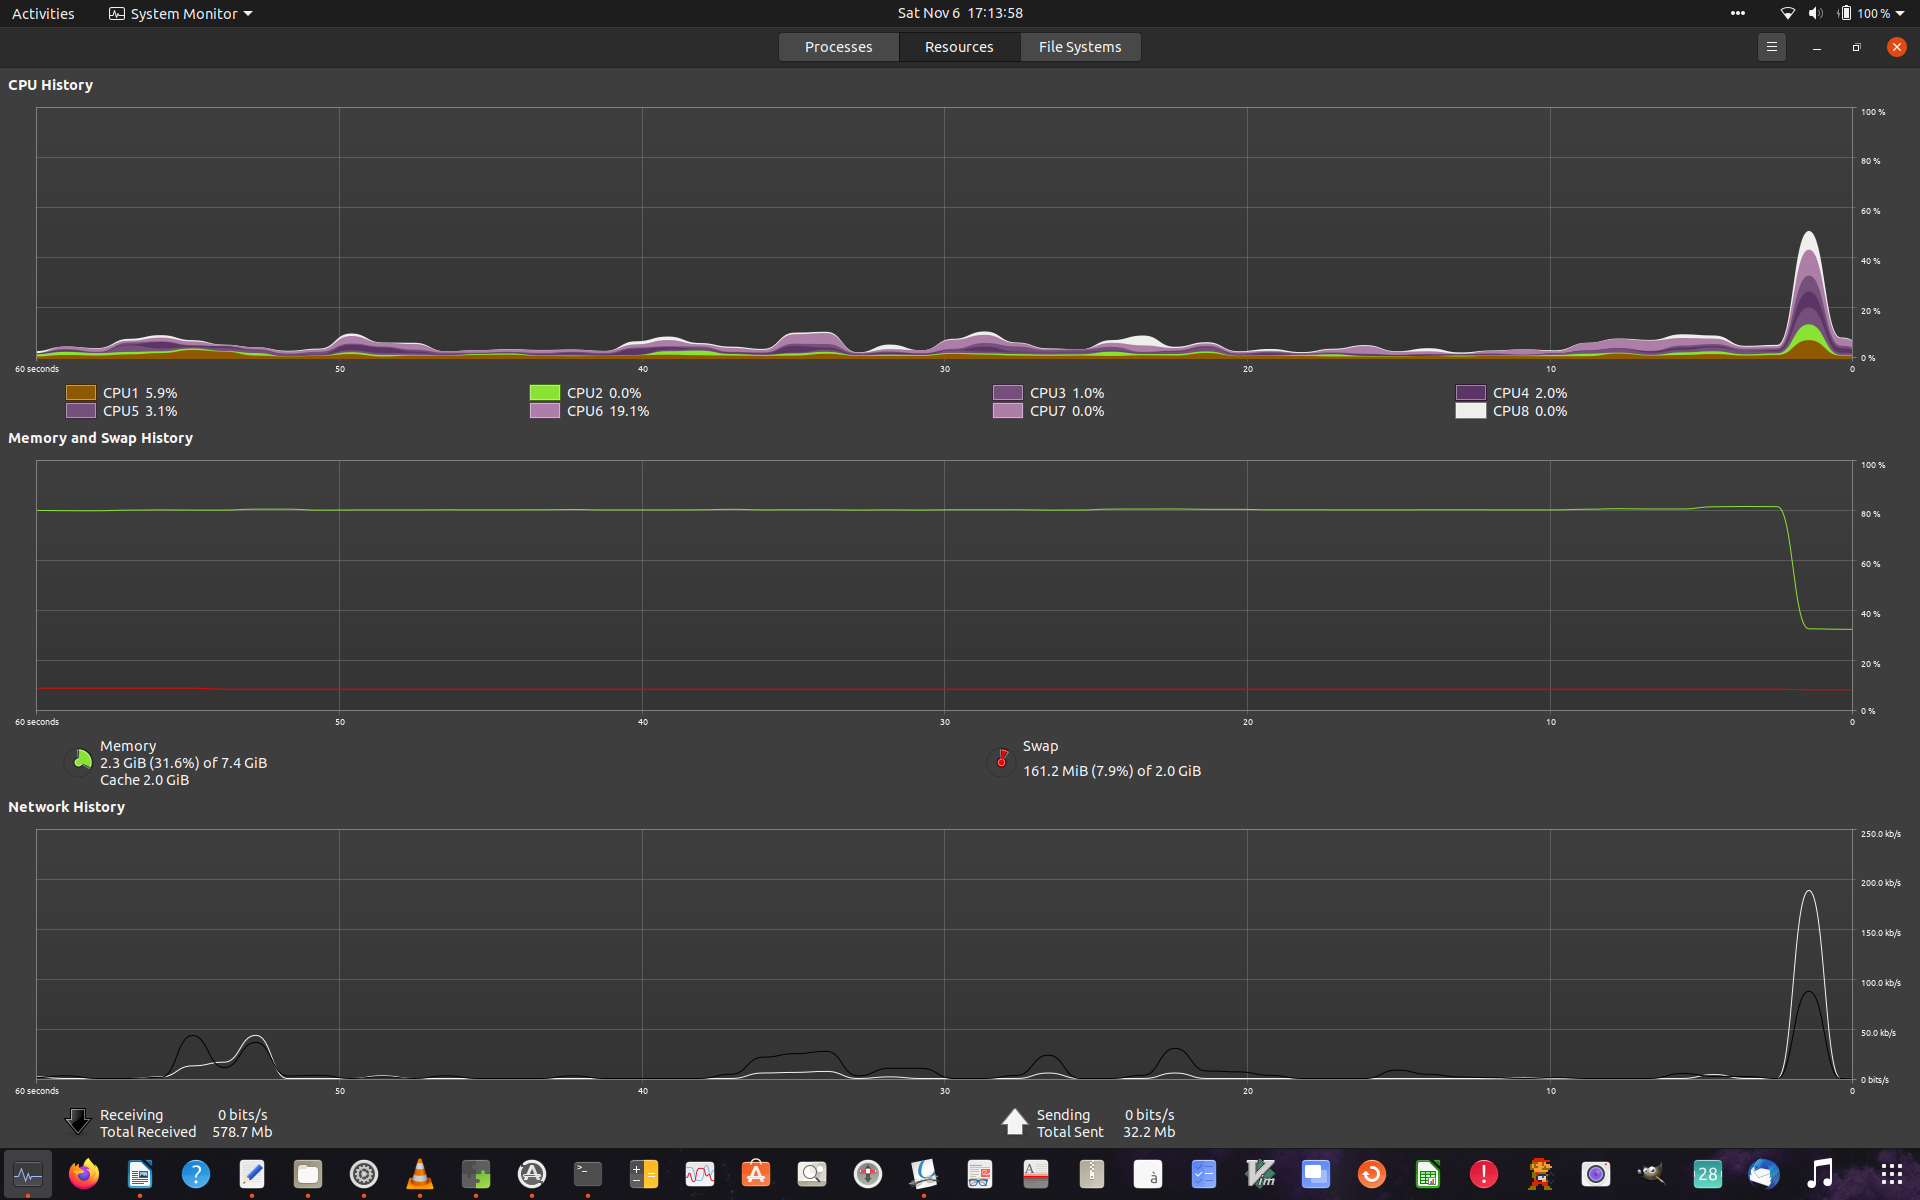 Activities System Monitor Sat Nov 6 17:13:58 100 %
Processes Resources File Systems
CPU History
100 %
80 %
60 %
40 %
20 %
0 %
60 seconds 50 40 30 20 10 0
CPU1 5.9% CPU2 0.0% CPU3 1.0% CPU4 2.0%
CPU5 3.1% CPU6 19.1% CPU7 0.0% CPU8 0.0%
Memory and Swap History
100 %
80 %
60 %
40 %
20 %
0 %
60 seconds 50 40 30 20 10 0
Memory Swap
2.3 GiB (31.6%) of 7.4 GiB 161.2 MiB (7.9%) of 2.0 GiB
Cache 2.0 GiB
Network History
250.0 kb/s
200.0 kb/s
150.0 kb/s
100.0 kb/s
50.0 kb/s
0 bits/s
60 seconds 50 40 30 20 10 0
Receiving 0 bits/s Sending 0 bits/s
Total Received 578.7 Mb Total Sent 32.2 Mb
? >_ A à Vim ! 28